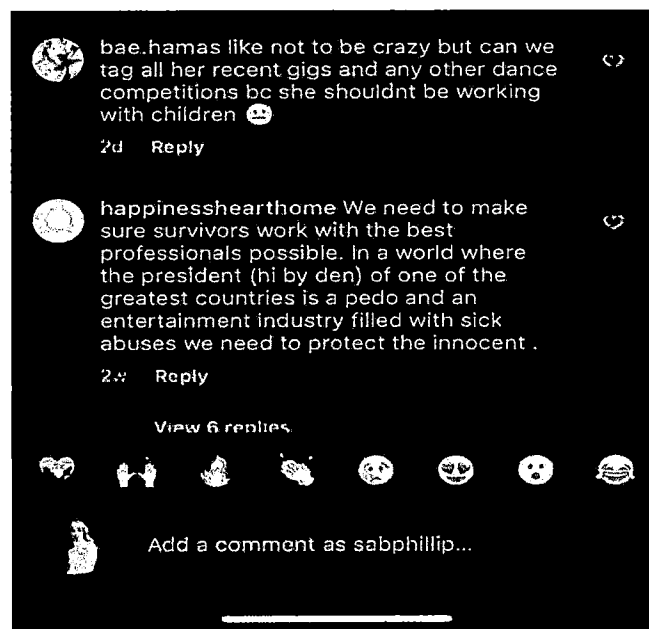 bae.hamas like not to be crazy but can we
tag all her recent gigs and any other dance
competitions bc she shouldnt be working
with children 😐
2d Reply
happinesshearthome We need to make
sure survivors work with the best
professionals possible. In a world where
the president (hi by den) of one of the
greatest countries is a pedo and an
entertainment industry filled with sick
abuses we need to protect the innocent .
2w Reply
View 6 replies
Add a comment as sabphillip...